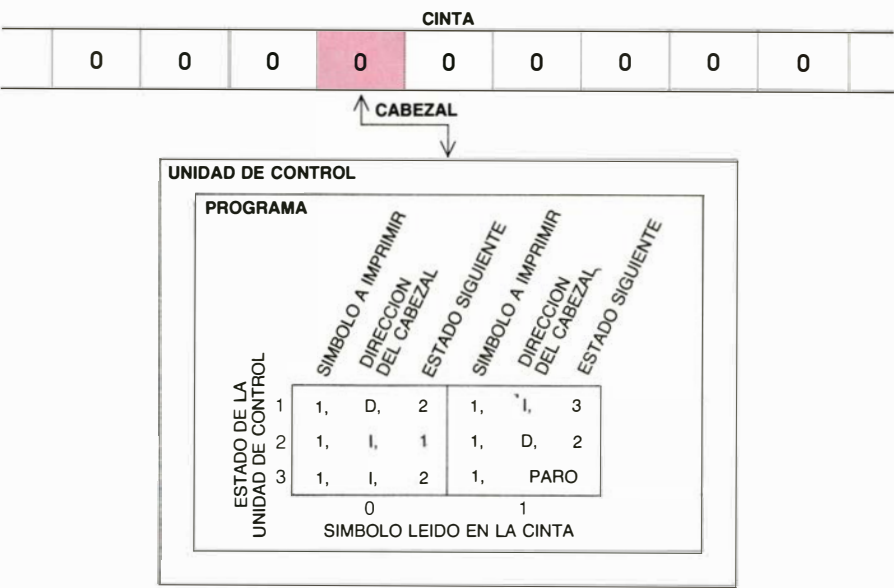 CINTA
0 0 0 0 0 0 0 0 0
CABEZAL
UNIDAD DE CONTROL
PROGRAMA
SIMBOLO A IMPRIMIR
DIRECCION
DEL CABEZAL
ESTADO SIGUIENTE
SIMBOLO A IMPRIMIR
DIRECCION
DEL CABEZAL
ESTADO SIGUIENTE
ESTADO DE LA
UNIDAD DE CONTROL
1 1, D, 2 1, I, 3
2 1, I, 1 1, D, 2
3 1, I, 2 1, PARO
0 1
SIMBOLO LEIDO EN LA CINTA